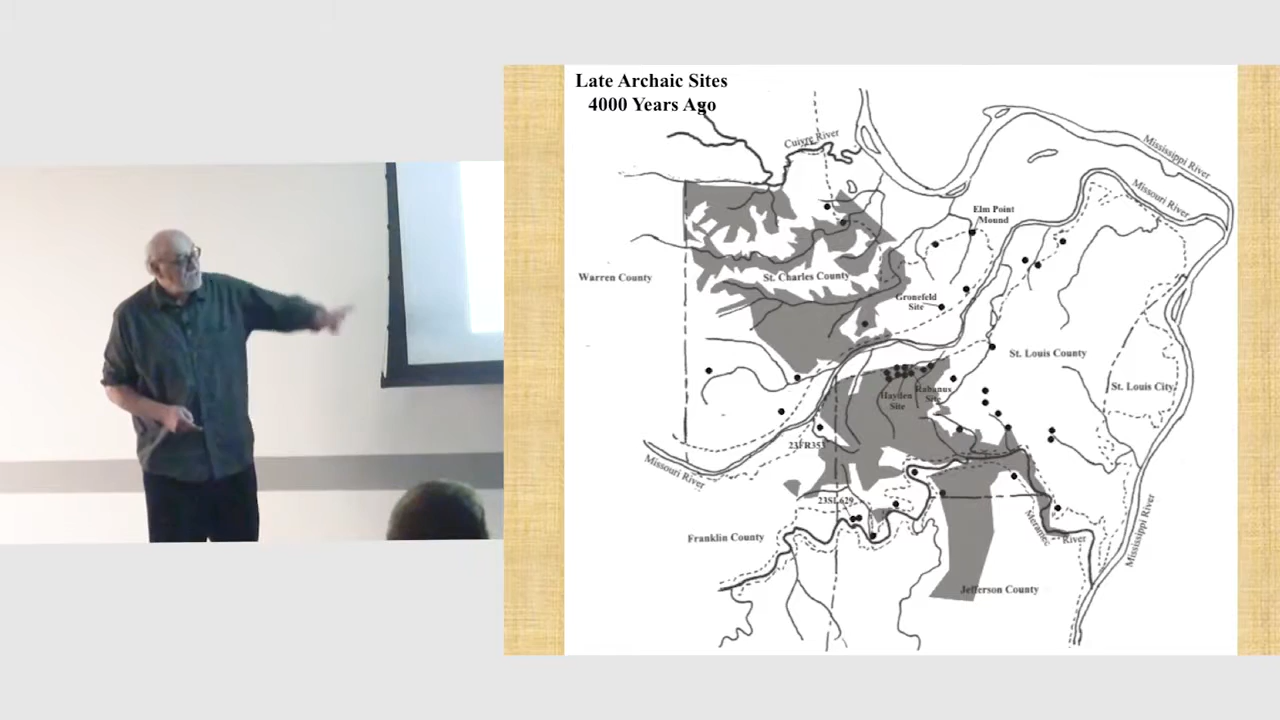 Late Archaic Sites
4000 Years Ago
Cuivre River
Mississippi River
Missouri River
Elm Point
Mound
Warren County
St. Charles County
Gronefeld
Site
St. Louis County
St. Louis City
Hayden
Site
Rabanus
Site
23FR353
Missouri River
23SL629
Franklin County
Meramec
River
Mississippi River
Jefferson County